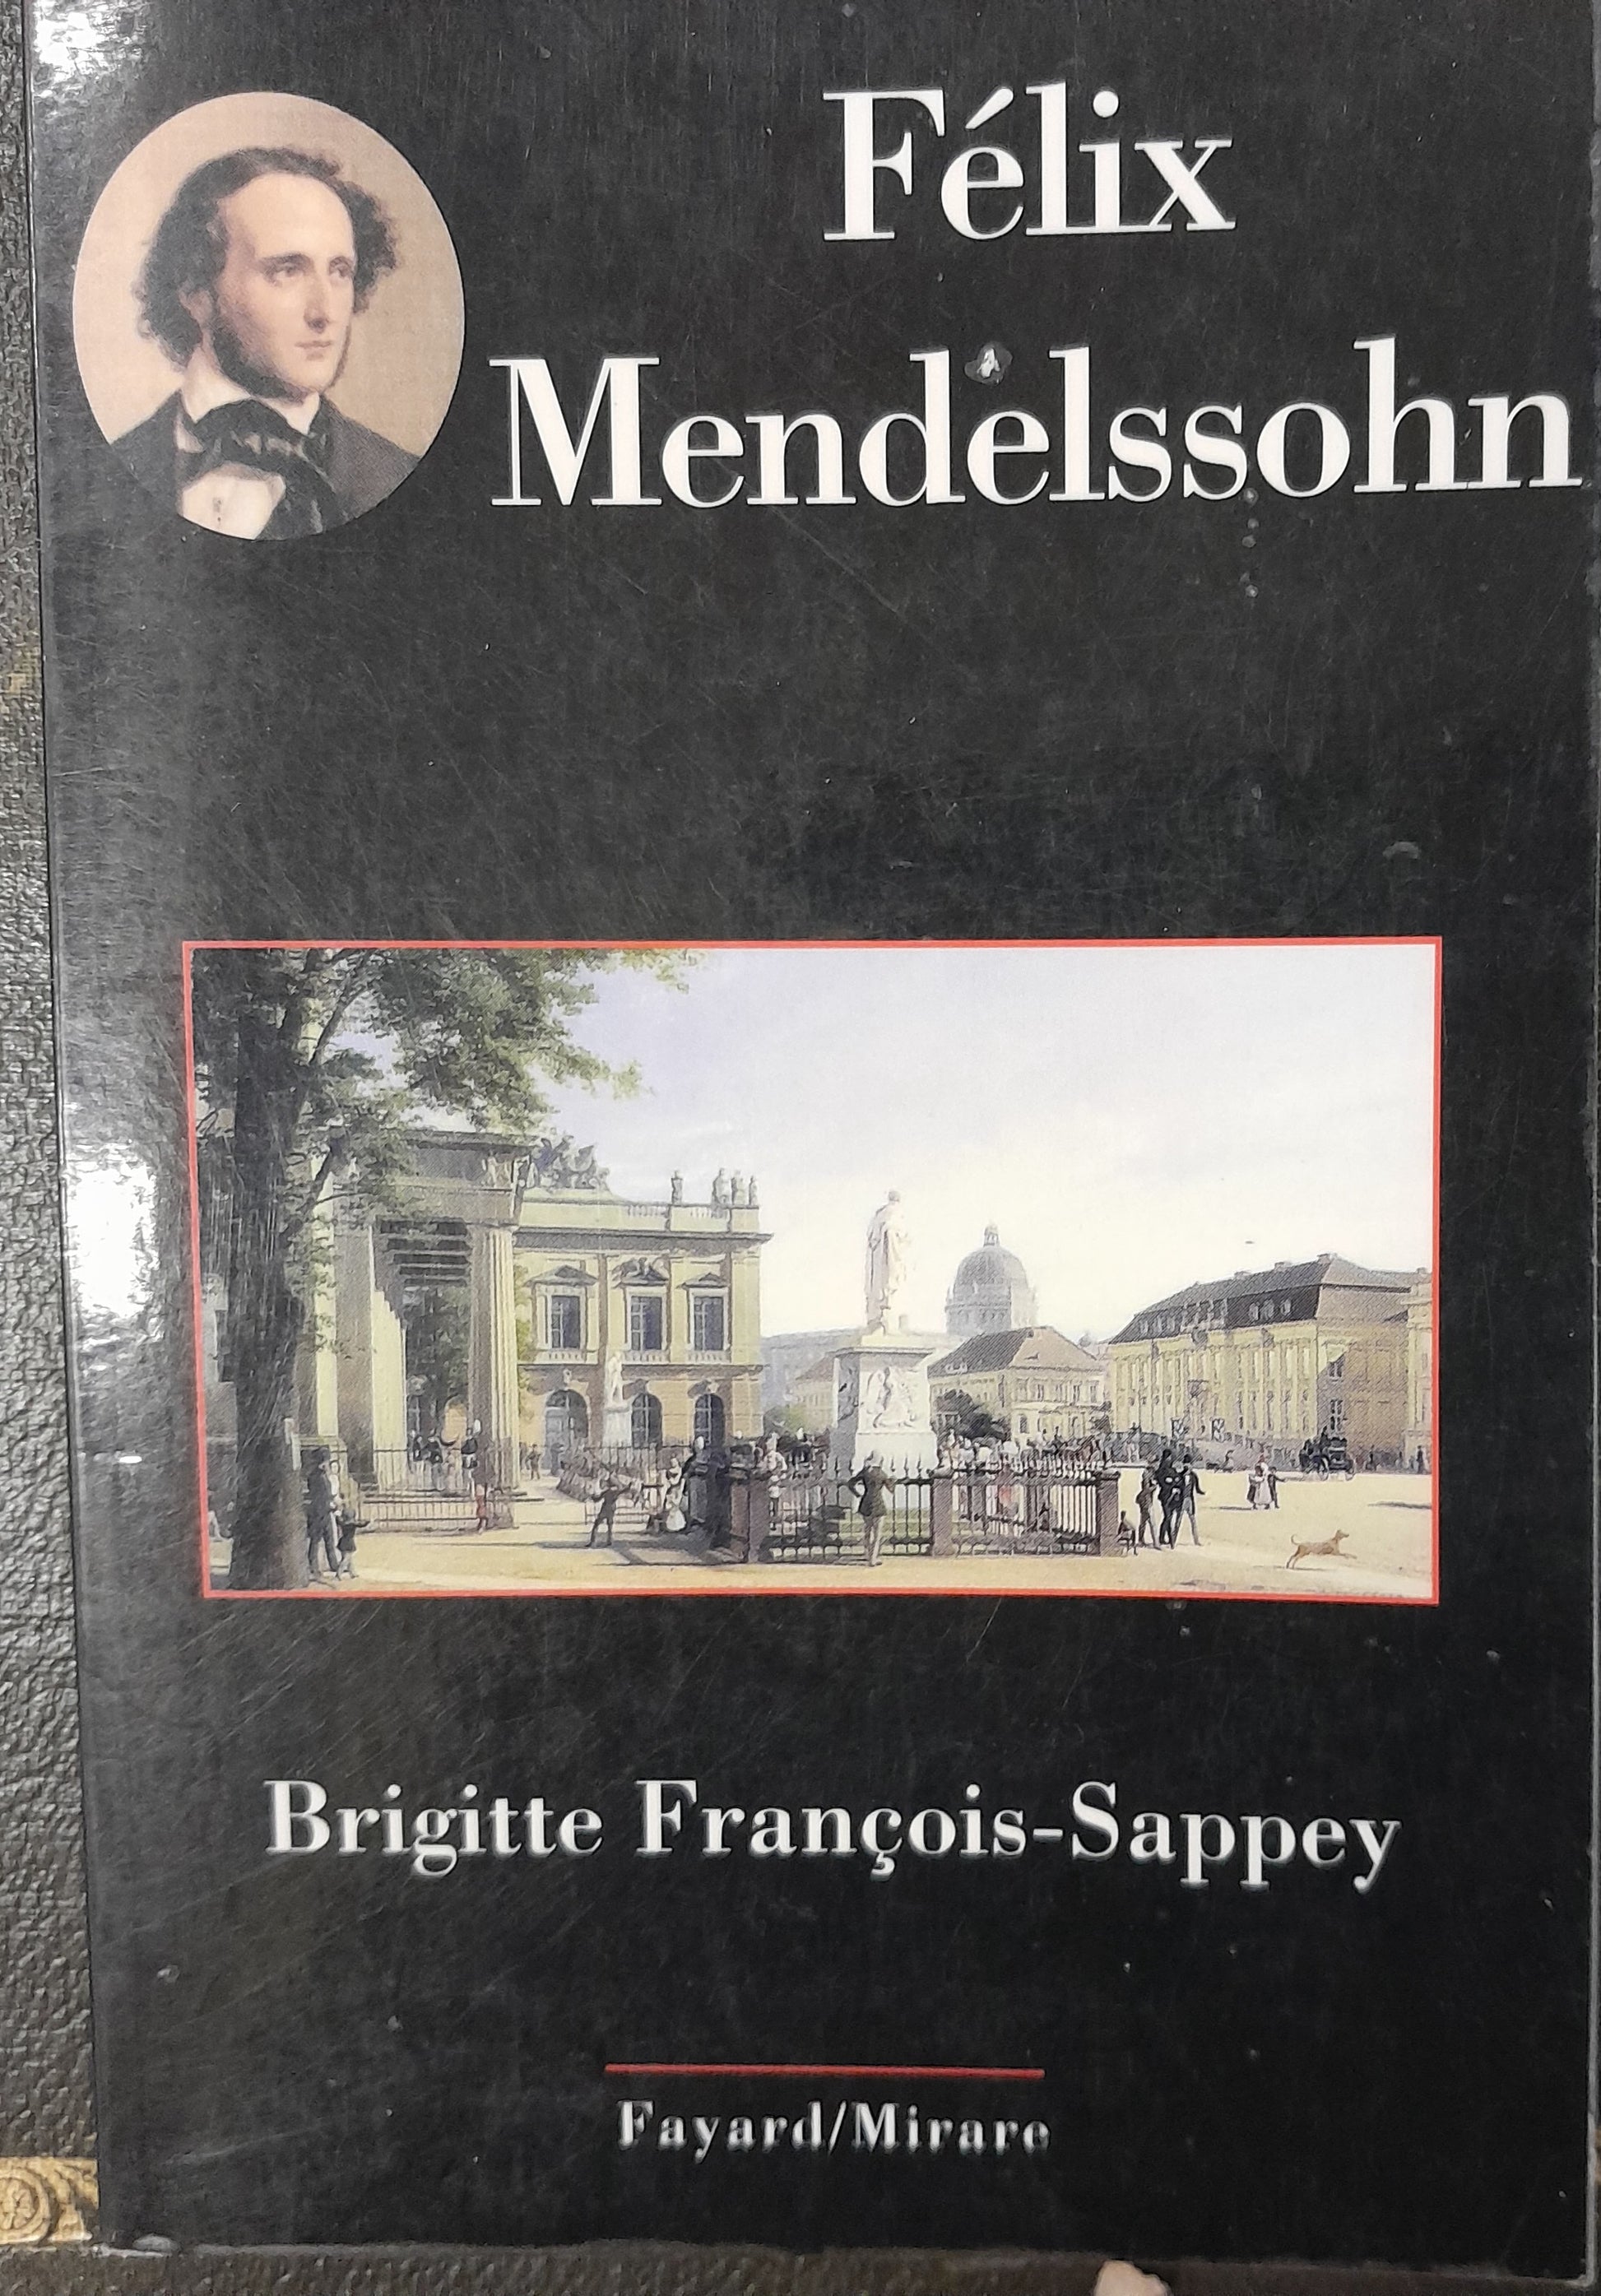 Félix
Mendelssohn
Brigitte François-Sappey
Fayard/Mirare